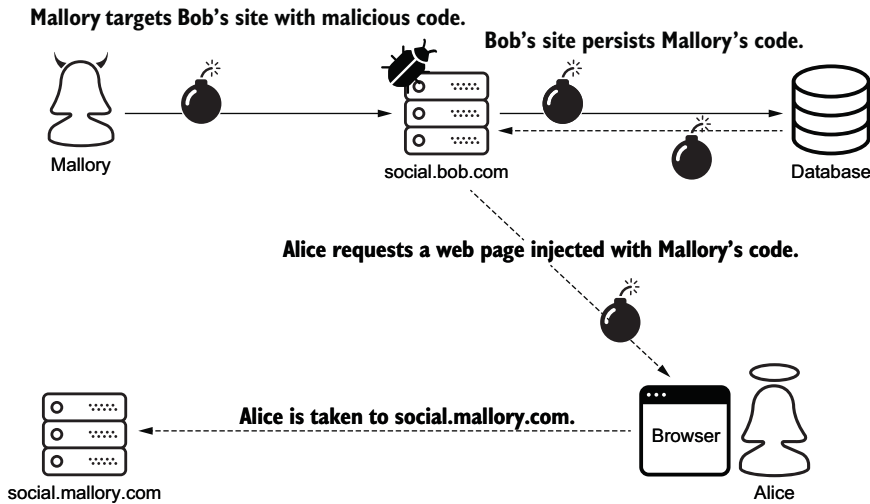 Mallory targets Bob's site with malicious code.
Bob's site persists Mallory's code.
Mallory
social.bob.com
Database
Alice requests a web page injected with Mallory's code.
Alice is taken to social.mallory.com.
Browser
social.mallory.com
Alice